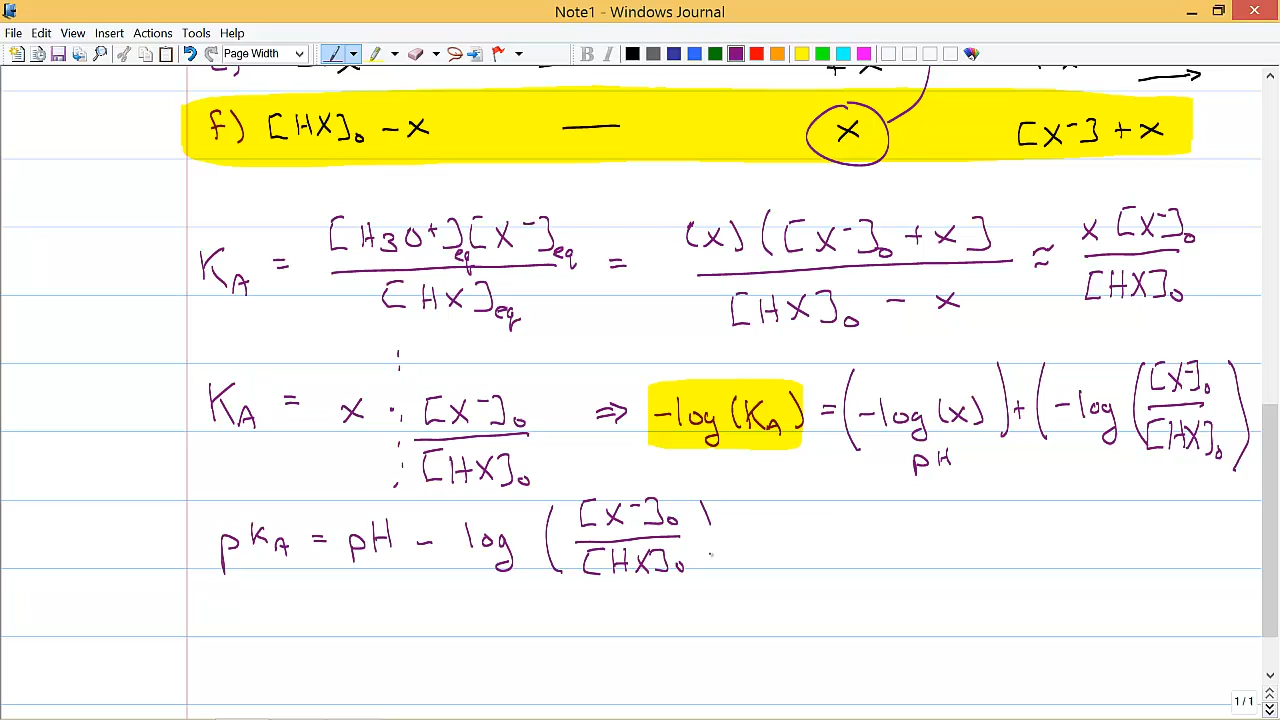 Note1 - Windows Journal
File Edit View Insert Actions Tools Help
Page Width B I
f) [HX]₀ - x — x [X⁻] + x
K_A = [H3O⁺]eq [X⁻]eq / [HX]eq = (x)([X⁻]₀ + x] / [HX]₀ - x ≈ x [X⁻]₀ / [HX]₀
K_A = x · [X⁻]₀ / [HX]₀ ⇒ -log(K_A) = (-log(x)) + (-log([X⁻]₀ / [HX]₀)
pH
pK_A = pH - log ([X⁻]₀ / [HX]₀
1/1